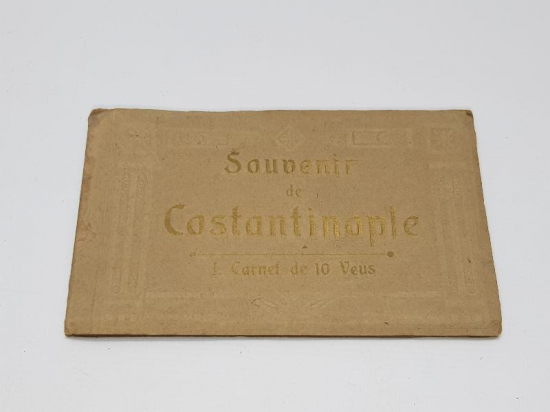 Souvenir
de
Costantinople
1. Carnet de 10 Veus